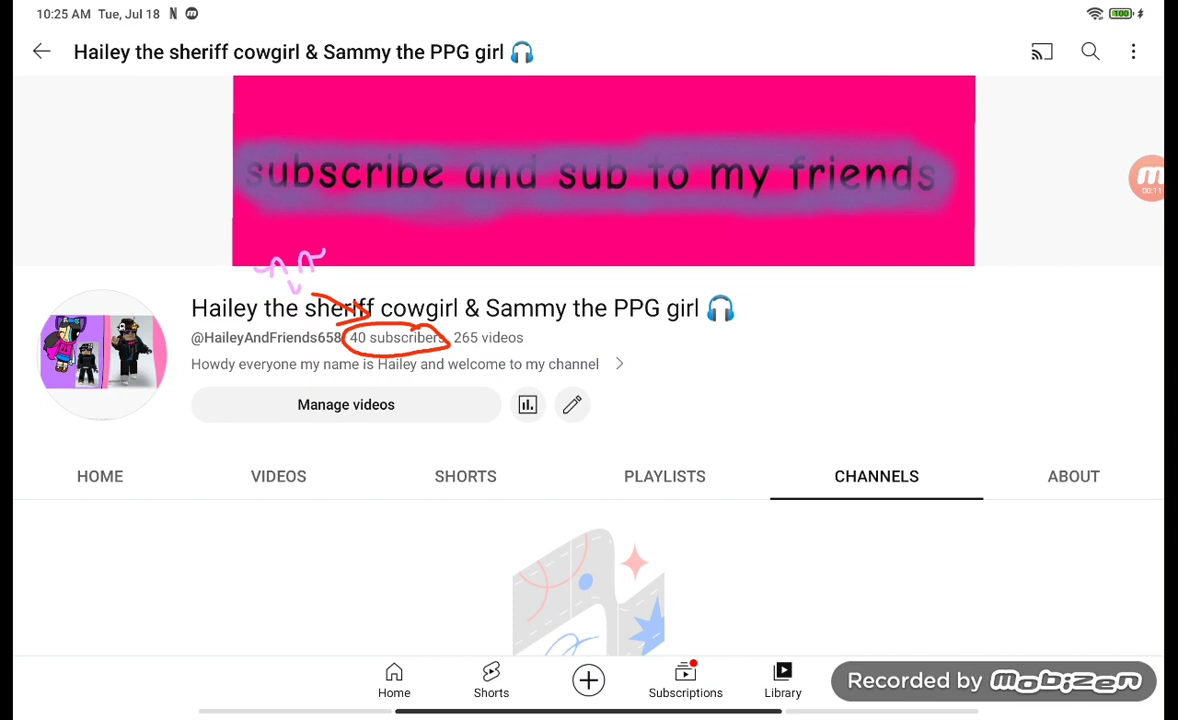 10:25 AM Tue, Jul 18 N m 100
Hailey the sheriff cowgirl & Sammy the PPG girl 🎧
subscribe and sub to my friends
m
00:11
Hailey the sheriff cowgirl & Sammy the PPG girl 🎧
@HaileyAndFriends658 40 subscribers 265 videos
Howdy everyone my name is Hailey and welcome to my channel
Manage videos
HOME VIDEOS SHORTS PLAYLISTS CHANNELS ABOUT
Home Shorts Subscriptions Library
Recorded by mobizen